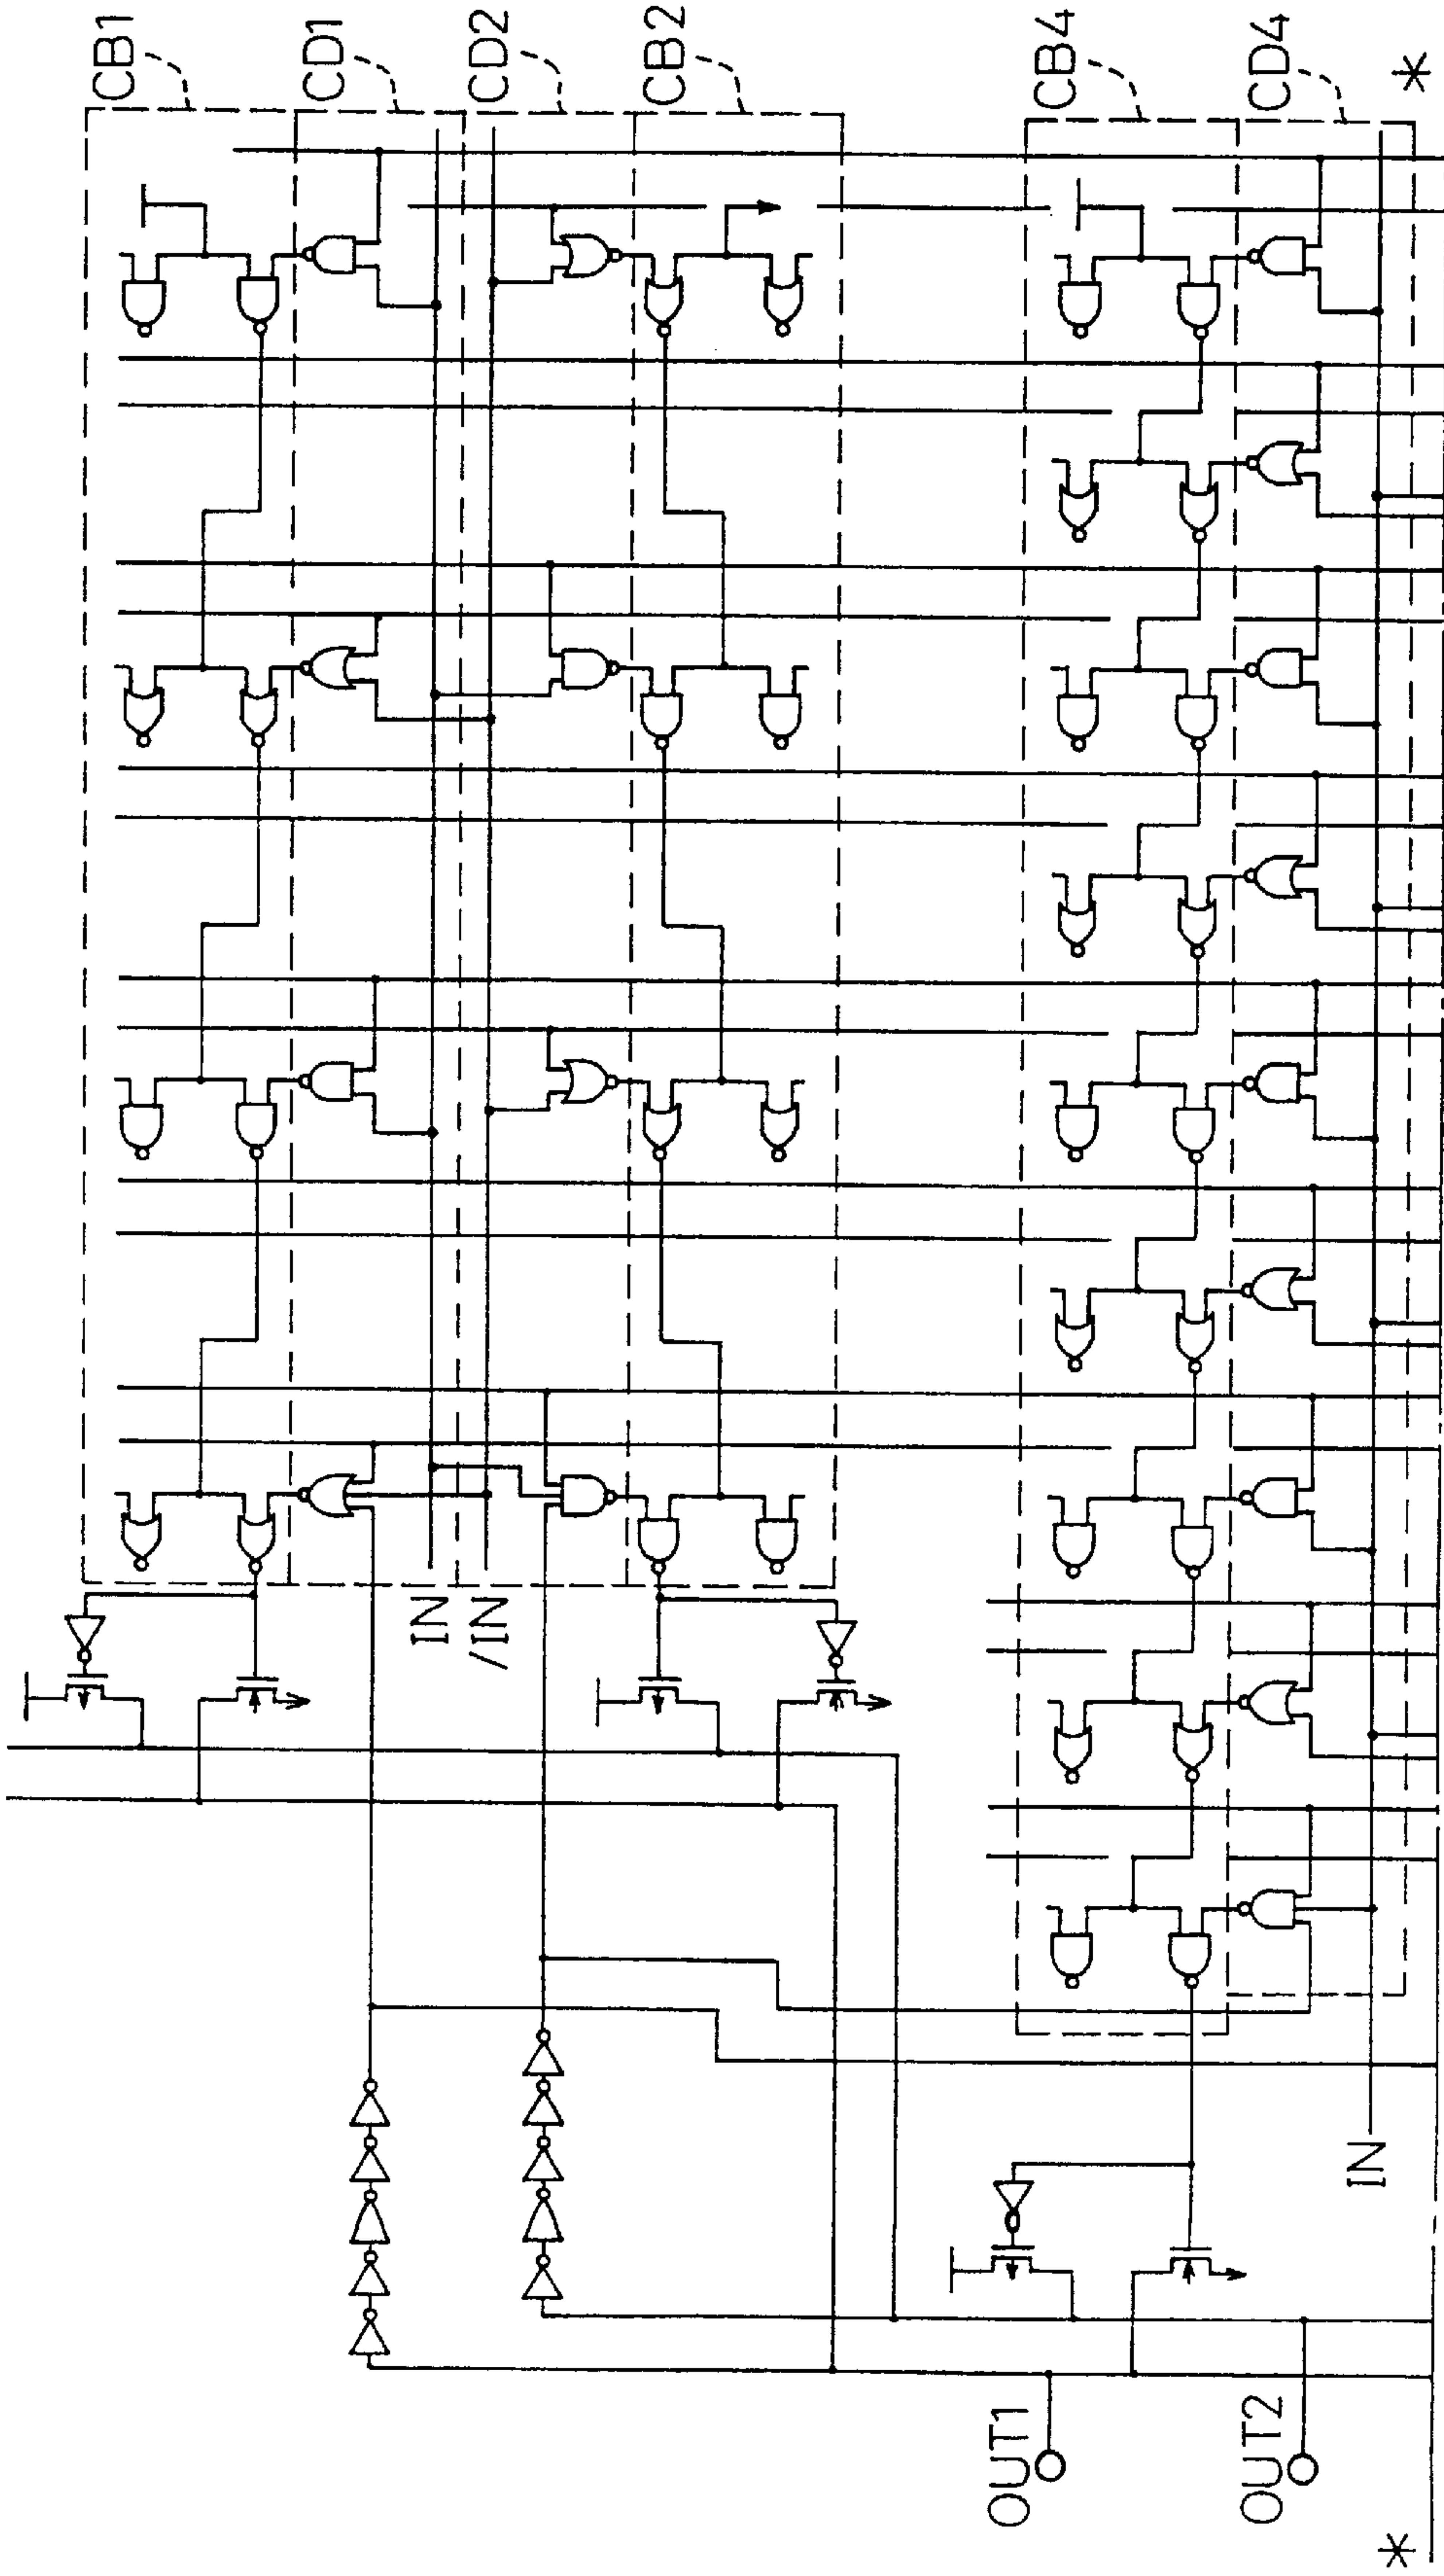 CB1
CD1
CD2
CB2
CB4
CD4
*
IN
/IN
IN
OUT1
OUT2
*